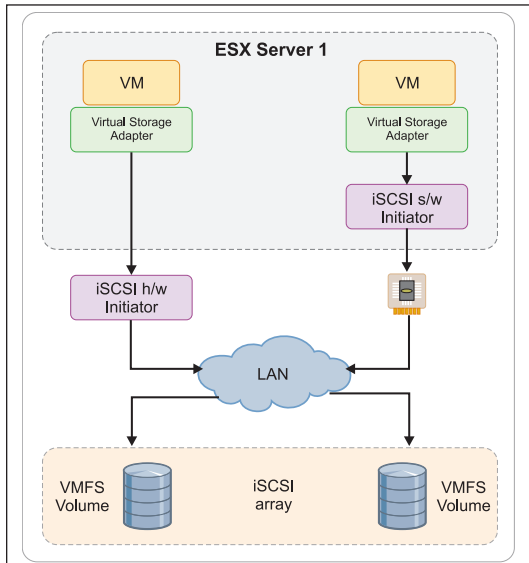 ESX Server 1
VM
VM
Virtual Storage
Adapter
Virtual Storage
Adapter
iSCSI s/w
Initiator
iSCSI h/w
Initiator
LAN
VMFS
Volume
iSCSI
array
VMFS
Volume